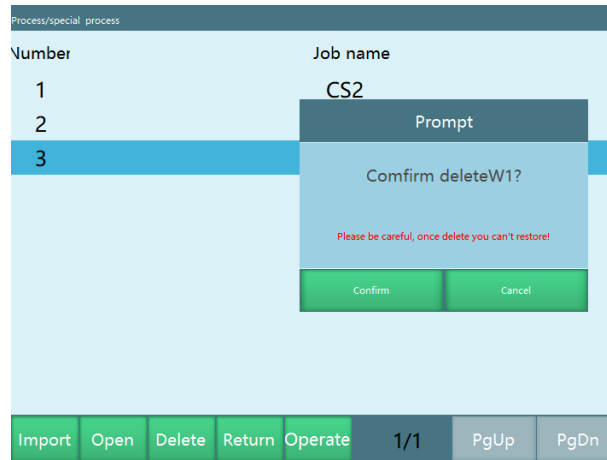 Process/special process
Number Job name
1 CS2
2
3
Prompt
Comfirm deleteW1?
Please be careful, once delete you can't restore!
Confirm Cancel
Import Open Delete Return Operate 1/1 PgUp PgDn